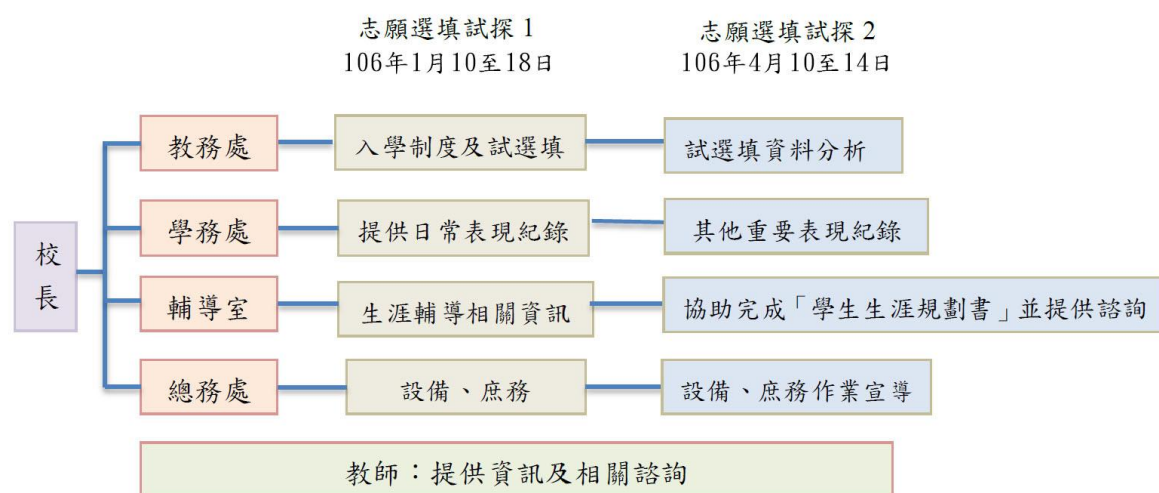 志願選填試探 1
106年1月10至18日
志願選填試探 2
106年4月10至14日
校長
教務處
入學制度及試選填
試選填資料分析
學務處
提供日常表現紀錄
其他重要表現紀錄
輔導室
生涯輔導相關資訊
協助完成「學生生涯規劃書」並提供諮詢
總務處
設備、庶務
設備、庶務作業宣導
教師：提供資訊及相關諮詢